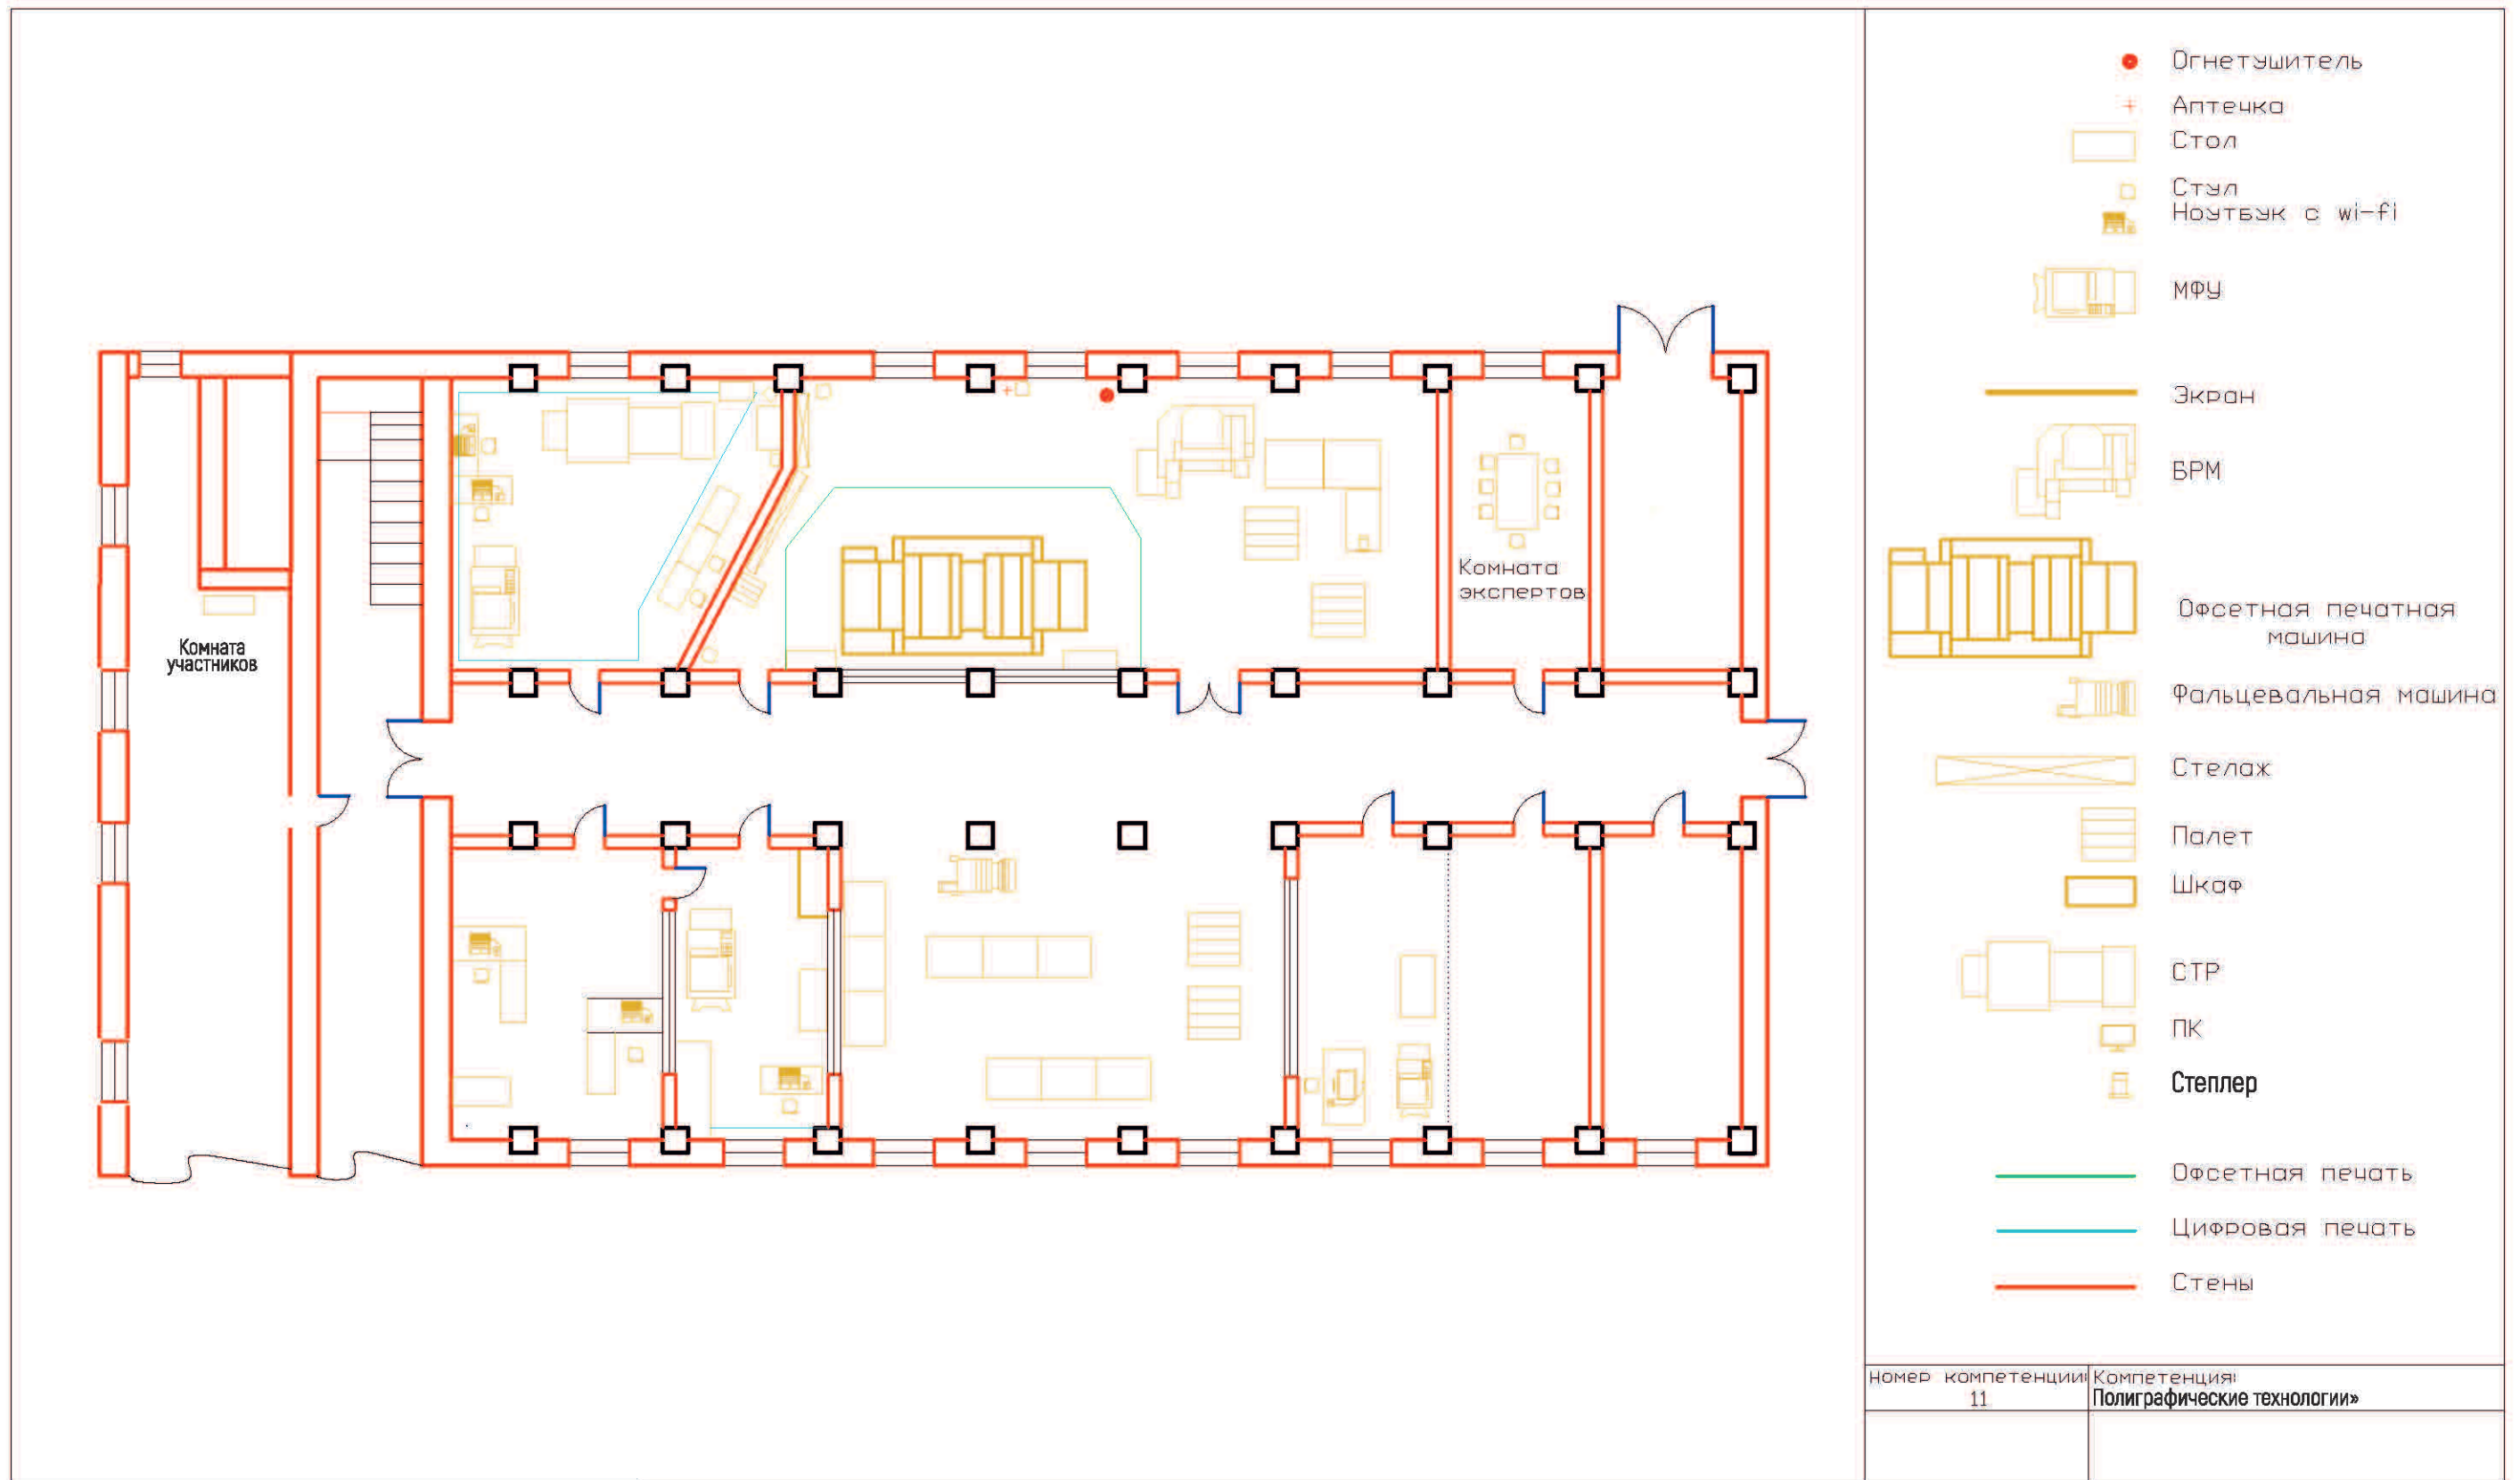 Огнетушитель
Аптечка
Стол
Стул
Ноутбук с wi-fi
МФУ
Экран
БРМ
Офсетная печатная
машина
Фальцевальная машина
Стелаж
Палет
Шкаф
СТР
ПК
Степлер
Офсетная печать
Цифровая печать
Стены
Комната
экспертов
Комната
участников
Номер компетенции:
11
Компетенция:
Полиграфические технологии»